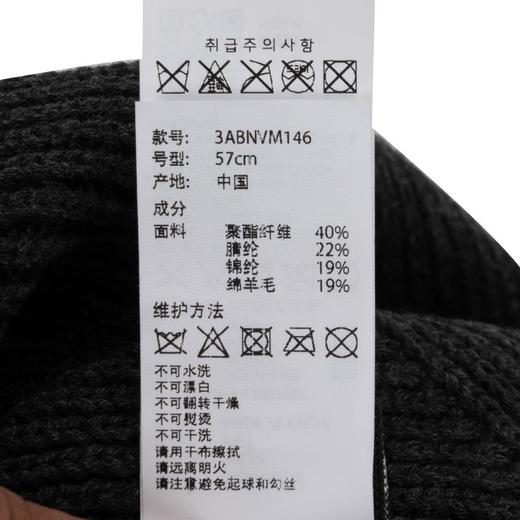 취급주의사항
드라이
款号: 3ABNVM146
号型: 57cm
产地: 中国
成分
面料 聚酯纤维 40%
腈纶 22%
锦纶 19%
绵羊毛 19%
维护方法
不可水洗
不可漂白
不可翻转干燥
不可熨烫
不可干洗
请用干布擦拭
请远离明火
请注意避免起球和勾丝